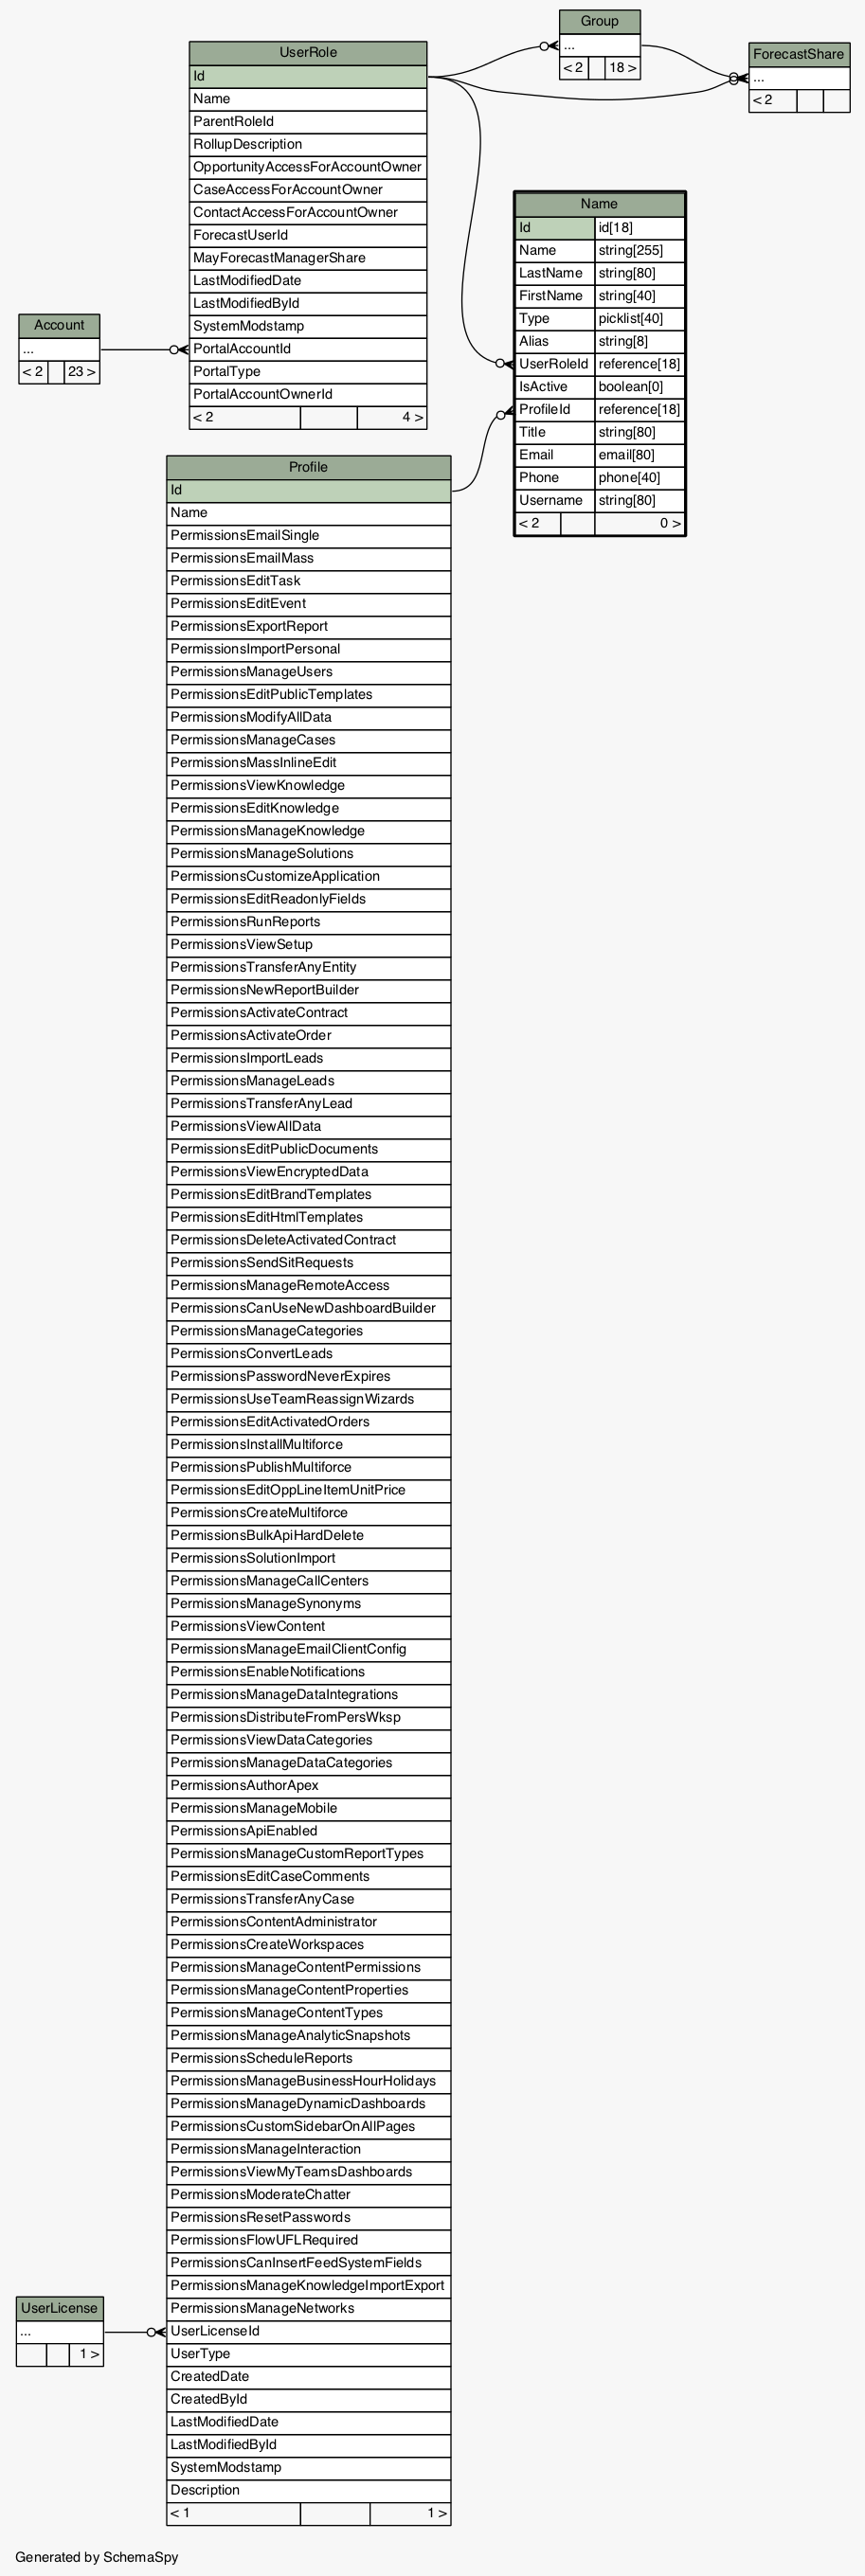 Group
...
< 2 18 >
ForecastShare
...
< 2
UserRole
Id
Name
ParentRoleId
RollupDescription
OpportunityAccessForAccountOwner
CaseAccessForAccountOwner
ContactAccessForAccountOwner
ForecastUserId
MayForecastManagerShare
LastModifiedDate
LastModifiedById
SystemModstamp
PortalAccountId
PortalType
PortalAccountOwnerId
< 2 4 >
Name
Id id[18]
Name string[255]
LastName string[80]
FirstName string[40]
Type picklist[40]
Alias string[8]
UserRoleId reference[18]
IsActive boolean[0]
ProfileId reference[18]
Title string[80]
Email email[80]
Phone phone[40]
Username string[80]
< 2 0 >
Account
...
< 2 23 >
Profile
Id
Name
PermissionsEmailSingle
PermissionsEmailMass
PermissionsEditTask
PermissionsEditEvent
PermissionsExportReport
PermissionsImportPersonal
PermissionsManageUsers
PermissionsEditPublicTemplates
PermissionsModifyAllData
PermissionsManageCases
PermissionsMassInlineEdit
PermissionsViewKnowledge
PermissionsEditKnowledge
PermissionsManageKnowledge
PermissionsManageSolutions
PermissionsCustomizeApplication
PermissionsEditReadonlyFields
PermissionsRunReports
PermissionsViewSetup
PermissionsTransferAnyEntity
PermissionsNewReportBuilder
PermissionsActivateContract
PermissionsActivateOrder
PermissionsImportLeads
PermissionsManageLeads
PermissionsTransferAnyLead
PermissionsViewAllData
PermissionsEditPublicDocuments
PermissionsViewEncryptedData
PermissionsEditBrandTemplates
PermissionsEditHtmlTemplates
PermissionsDeleteActivatedContract
PermissionsSendSitRequests
PermissionsManageRemoteAccess
PermissionsCanUseNewDashboardBuilder
PermissionsManageCategories
PermissionsConvertLeads
PermissionsPasswordNeverExpires
PermissionsUseTeamReassignWizards
PermissionsEditActivatedOrders
PermissionsInstallMultiforce
PermissionsPublishMultiforce
PermissionsEditOppLineItemUnitPrice
PermissionsCreateMultiforce
PermissionsBulkApiHardDelete
PermissionsSolutionImport
PermissionsManageCallCenters
PermissionsManageSynonyms
PermissionsViewContent
PermissionsManageEmailClientConfig
PermissionsEnableNotifications
PermissionsManageDataIntegrations
PermissionsDistributeFromPersWksp
PermissionsViewDataCategories
PermissionsManageDataCategories
PermissionsAuthorApex
PermissionsManageMobile
PermissionsApiEnabled
PermissionsManageCustomReportTypes
PermissionsEditCaseComments
PermissionsTransferAnyCase
PermissionsContentAdministrator
PermissionsCreateWorkspaces
PermissionsManageContentPermissions
PermissionsManageContentProperties
PermissionsManageContentTypes
PermissionsManageAnalyticSnapshots
PermissionsScheduleReports
PermissionsManageBusinessHourHolidays
PermissionsManageDynamicDashboards
PermissionsCustomSidebarOnAllPages
PermissionsManageInteraction
PermissionsViewMyTeamsDashboards
PermissionsModerateChatter
PermissionsResetPasswords
PermissionsFlowUFLRequired
PermissionsCanInsertFeedSystemFields
PermissionsManageKnowledgeImportExport
PermissionsManageNetworks
UserLicenseId
UserType
CreatedDate
CreatedById
LastModifiedDate
LastModifiedById
SystemModstamp
Description
< 1 1 >
UserLicense
...
1 >
Generated by SchemaSpy